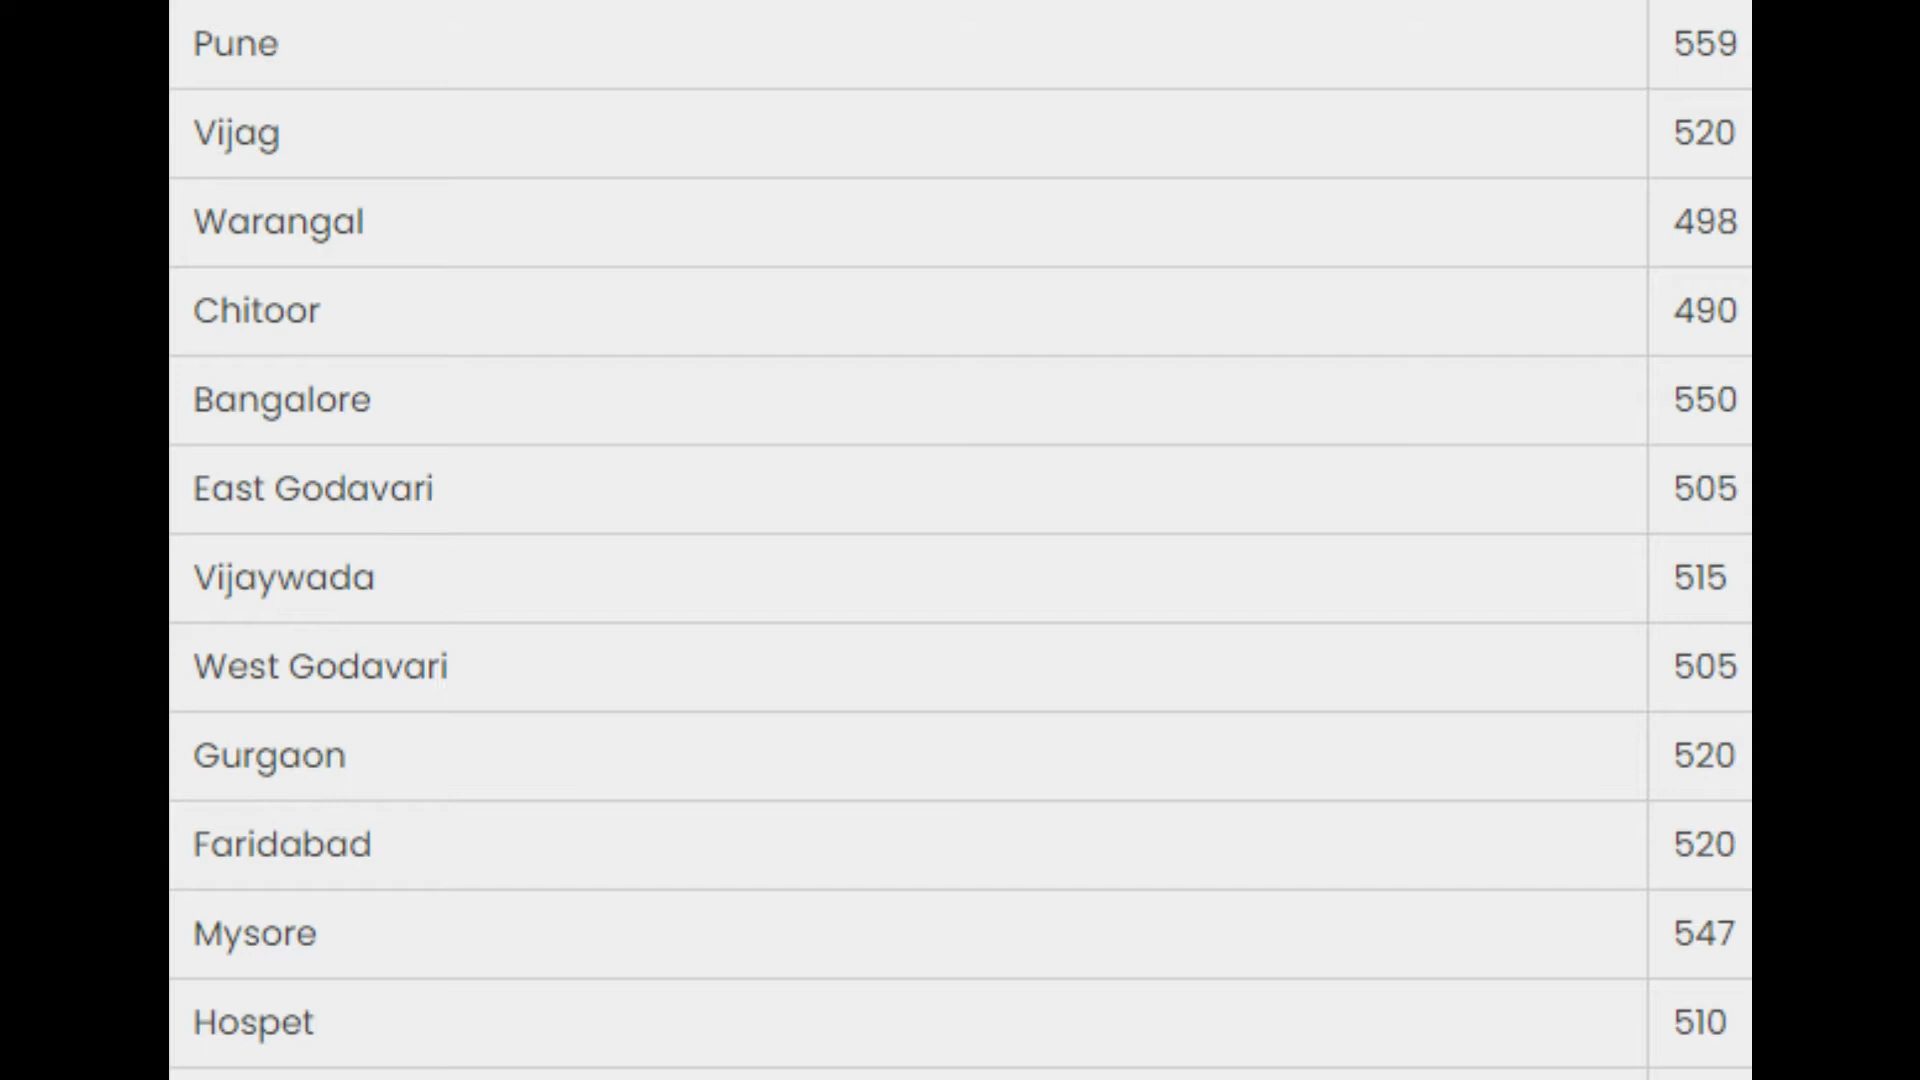 Pune 559
Vijag 520
Warangal 498
Chitoor 490
Bangalore 550
East Godavari 505
Vijaywada 515
West Godavari 505
Gurgaon 520
Faridabad 520
Mysore 547
Hospet 510